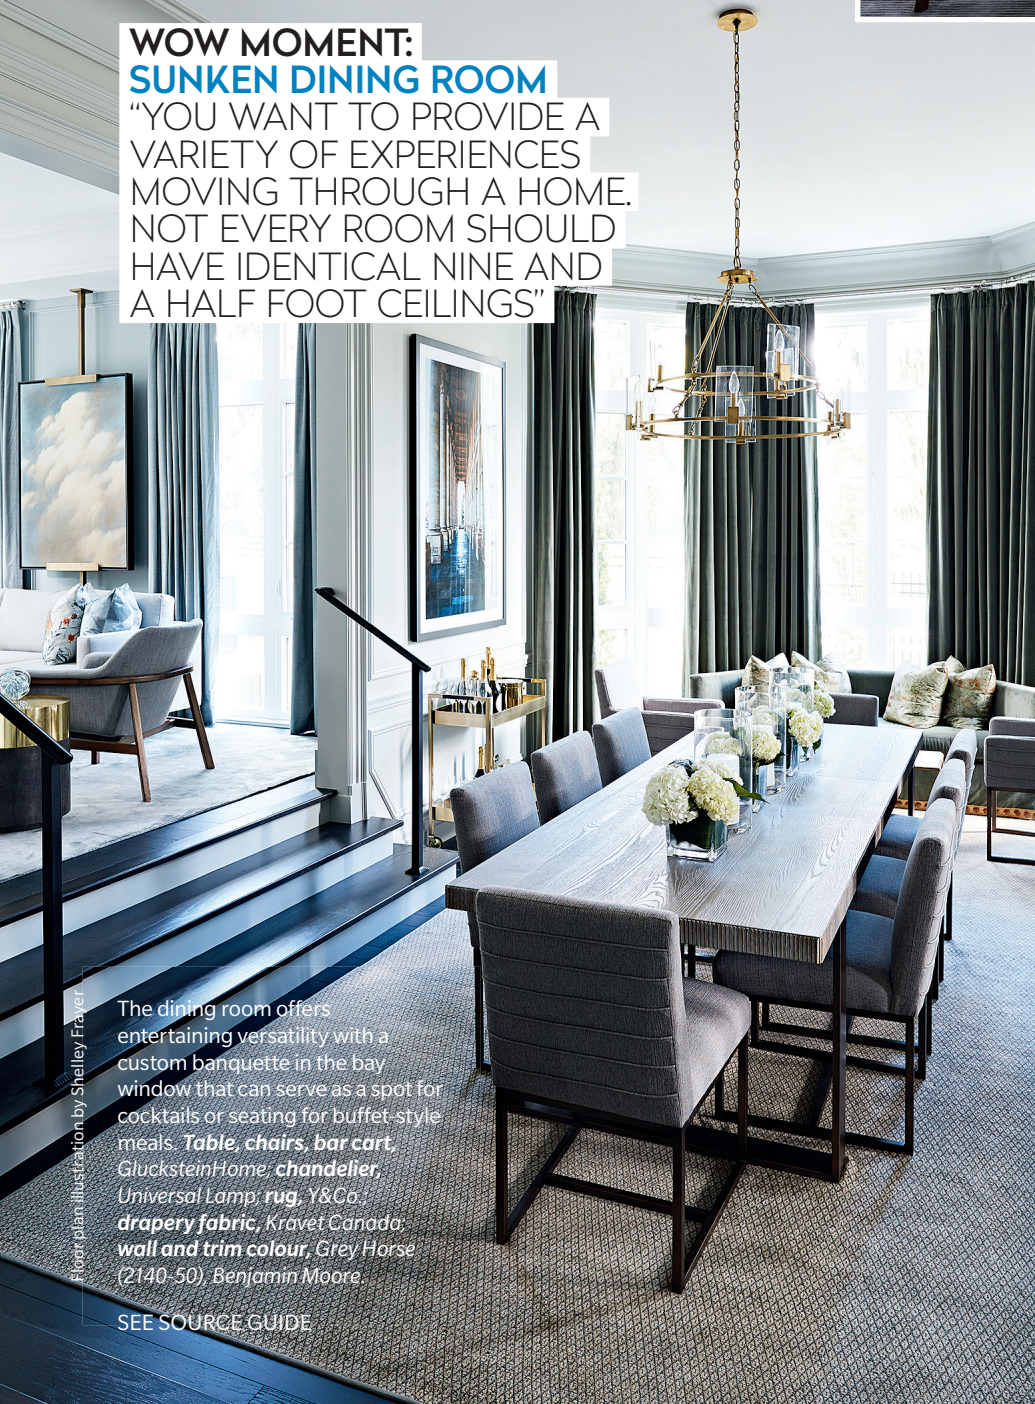 WOW MOMENT:
SUNKEN DINING ROOM
“YOU WANT TO PROVIDE A
VARIETY OF EXPERIENCES
MOVING THROUGH A HOME.
NOT EVERY ROOM SHOULD
HAVE IDENTICAL NINE AND
A HALF FOOT CEILINGS”
The dining room offers
entertaining versatility with a
custom banquette in the bay
window that can serve as a spot for
cocktails or seating for buffet-style
meals. Table, chairs, bar cart,
GlucksteinHome; chandelier,
Universal Lamp; rug, Y&Co.;
drapery fabric, Kravet Canada;
wall and trim colour, Grey Horse
(2140-50), Benjamin Moore.
SEE SOURCE GUIDE
Floor plan illustration by Shelley Frayer